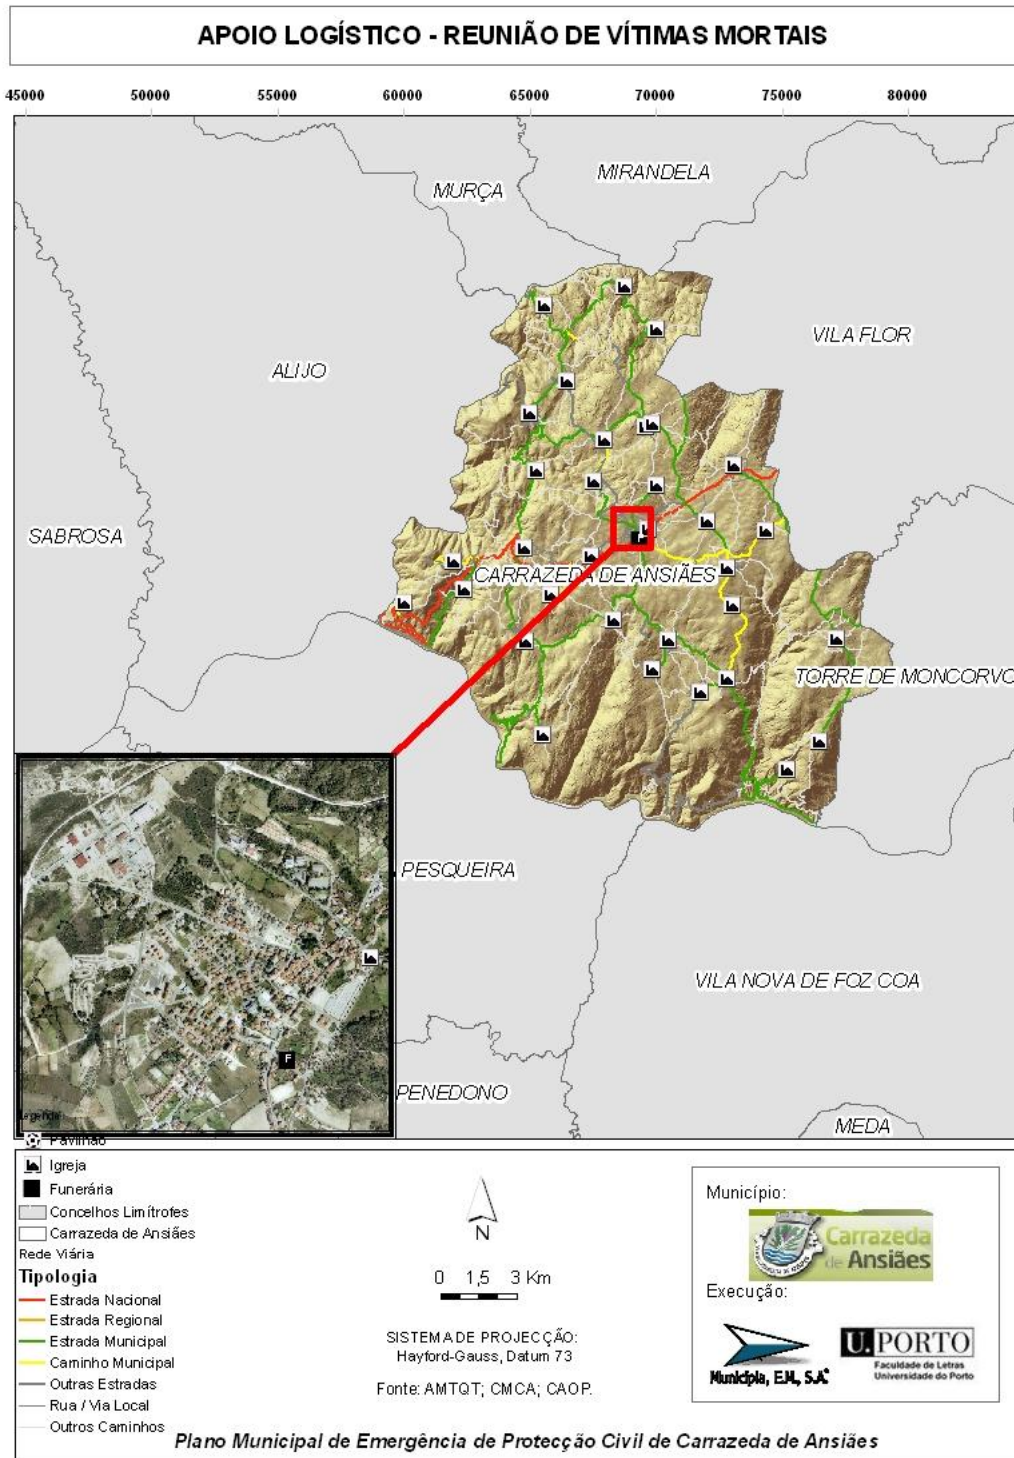 APOIO LOGÍSTICO - REUNIÃO DE VÍTIMAS MORTAIS
45000 50000 55000 60000 65000 70000 75000 80000
MIRANDELA
MURÇA
VILA FLOR
ALIJO
SABROSA
CARRAZEDA DE ANSIÃES
TORRE DE MONCORVO
PESQUEIRA
VILA NOVA DE FOZ COA
F
PENEDONO
MEDA
Legenda
Pavilhão
Igreja
Funerária
Concelhos Limítrofes
Carrazeda de Ansiães
Rede Viária
Tipologia
Estrada Nacional
Estrada Regional
Estrada Municipal
Caminho Municipal
Outras Estradas
Rua / Via Local
Outros Caminhos
N
0 1,5 3 Km
SISTEMA DE PROJECÇÃO:
Hayford-Gauss, Datum 73
Fonte: AMTQT; CMCA; CAOP.
Município:
Carrazeda
de Ansiães
Execução:
Municípia, E.M., S.A.
U.PORTO
Faculdade de Letras
Universidade do Porto
Plano Municipal de Emergência de Protecção Civil de Carrazeda de Ansiães